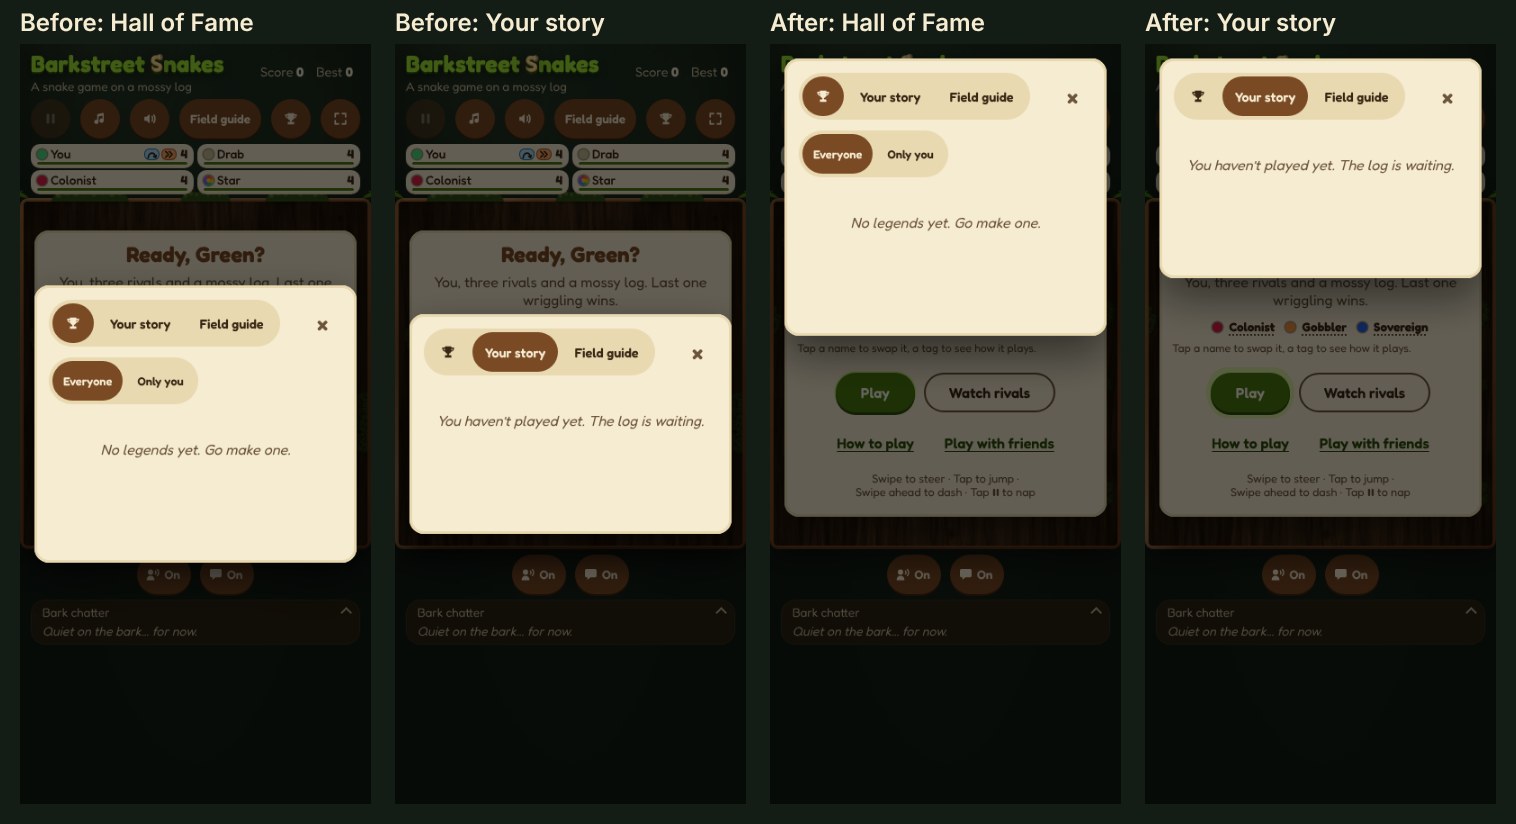 Before: Hall of Fame
Barkstreet Snakes
Score 0 Best 0
A snake game on a mossy log
Field guide
You 4
Drab 4
Colonist 4
Star 4
Ready, Green?
You, three rivals and a mossy log. Last one
Your story
Field guide
Everyone
Only you
No legends yet. Go make one.
On
On
Bark chatter
Quiet on the bark... for now.
Before: Your story
Barkstreet Snakes
Score 0 Best 0
A snake game on a mossy log
Field guide
You 4
Drab 4
Colonist 4
Star 4
Ready, Green?
You, three rivals and a mossy log. Last one
wriggling wins.
Your story
Field guide
You haven't played yet. The log is waiting.
On
On
Bark chatter
Quiet on the bark... for now.
After: Hall of Fame
Your story
Field guide
Everyone
Only you
No legends yet. Go make one.
Tap a name to swap it, a tag to see how it plays.
Play
Watch rivals
How to play
Play with friends
Swipe to steer · Tap to jump ·
Swipe ahead to dash · Tap to nap
On
On
Bark chatter
Quiet on the bark... for now.
After: Your story
Your story
Field guide
You haven't played yet. The log is waiting.
You, three rivals and a mossy log. Last one
wriggling wins.
Colonist
Gobbler
Sovereign
Tap a name to swap it, a tag to see how it plays.
Play
Watch rivals
How to play
Play with friends
Swipe to steer · Tap to jump ·
Swipe ahead to dash · Tap to nap
On
On
Bark chatter
Quiet on the bark... for now.